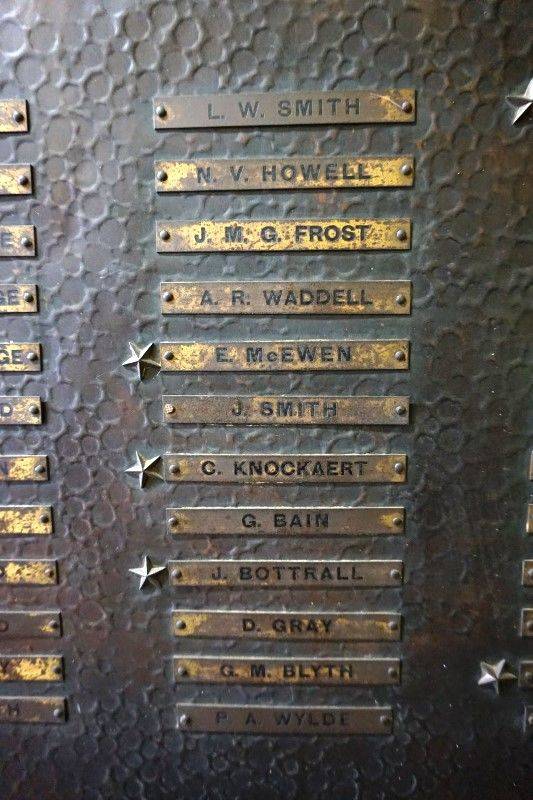 L. W. SMITH
N. V. HOWELL
J. M. G. FROST
A. R. WADDELL
E. McEWEN
J. SMITH
C. KNOCKAERT
G. BAIN
J. BOTTRALL
D. GRAY
G. M. BLYTH
P. A. WYLDE